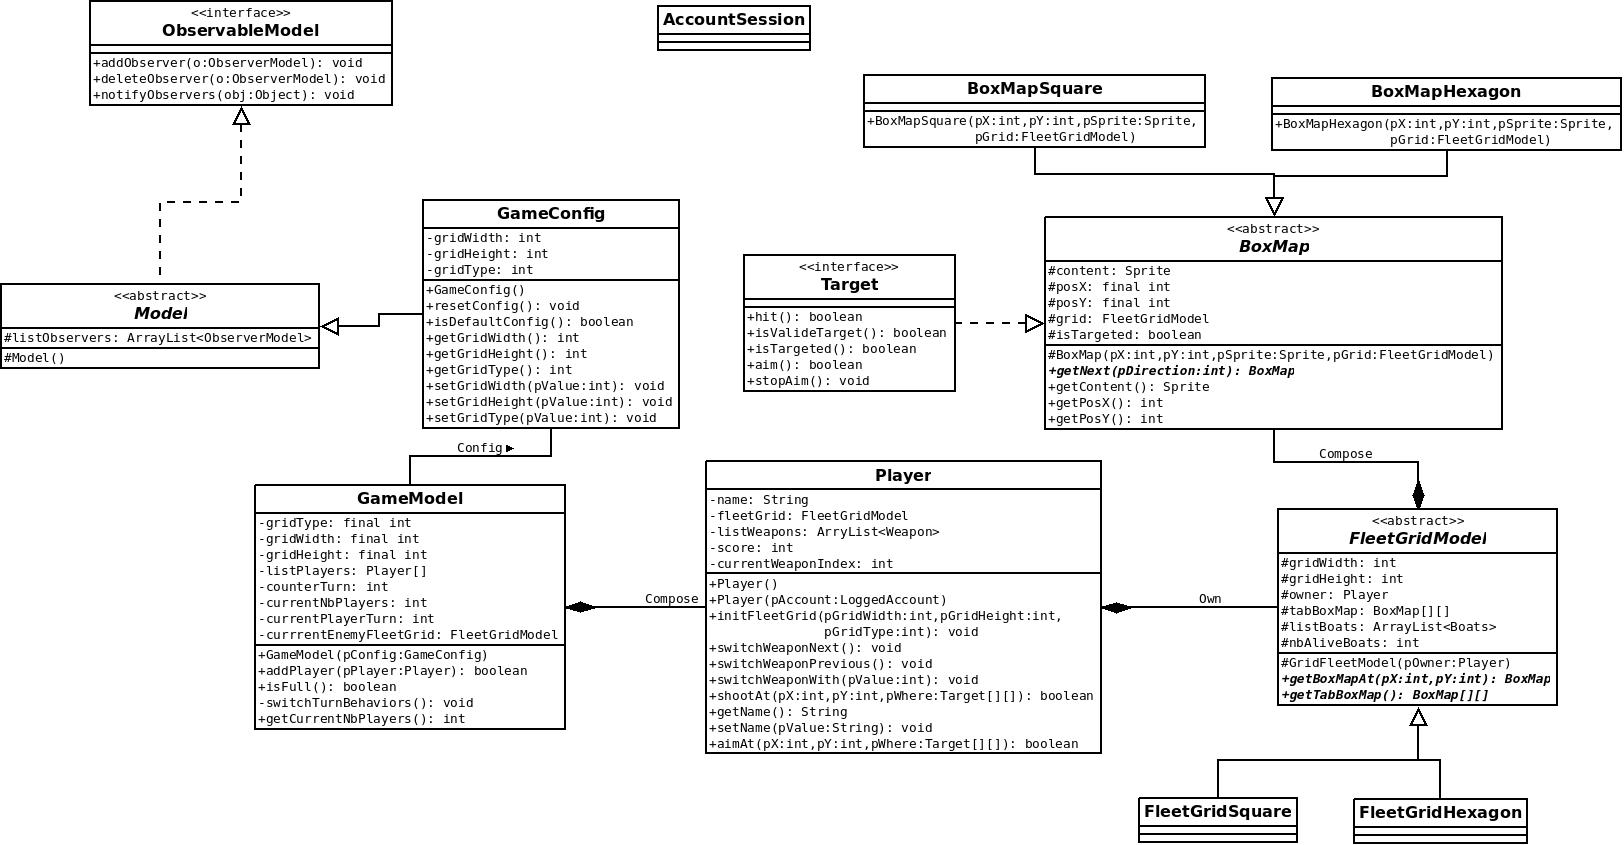 <<interface>>
ObservableModel
+addObserver(o:ObserverModel): void
+deleteObserver(o:ObserverModel): void
+notifyObservers(obj:Object): void
AccountSession
BoxMapSquare
+BoxMapSquare(pX:int,pY:int,pSprite:Sprite,
pGrid:FleetGridModel)
BoxMapHexagon
+BoxMapHexagon(pX:int,pY:int,pSprite:Sprite,
pGrid:FleetGridModel)
<<abstract>>
Model
#listObservers: ArrayList<ObserverModel>
#Model()
GameConfig
-gridWidth: int
-gridHeight: int
-gridType: int
+GameConfig()
+resetConfig(): void
+isDefaultConfig(): boolean
+getGridWidth(): int
+getGridHeight(): int
+getGridType(): int
+setGridWidth(pValue:int): void
+setGridHeight(pValue:int): void
+setGridType(pValue:int): void
<<interface>>
Target
+hit(): boolean
+isValideTarget(): boolean
+isTargeted(): boolean
+aim(): boolean
+stopAim(): void
<<abstract>>
BoxMap
#content: Sprite
#posX: final int
#posY: final int
#grid: FleetGridModel
#isTargeted: boolean
#BoxMap(pX:int,pY:int,pSprite:Sprite,pGrid:FleetGridModel)
+getNext(pDirection:int): BoxMap
+getContent(): Sprite
+getPosX(): int
+getPosY(): int
Config
Compose
GameModel
-gridType: final int
-gridWidth: final int
-gridHeight: final int
-listPlayers: Player[]
-counterTurn: int
-currentNbPlayers: int
-currentPlayerTurn: int
-currrentEnemyFleetGrid: FleetGridModel
+GameModel(pConfig:GameConfig)
+addPlayer(pPlayer:Player): boolean
+isFull(): boolean
-switchTurnBehaviors(): void
+getCurrentNbPlayers(): int
Compose
Player
-name: String
-fleetGrid: FleetGridModel
-listWeapons: ArryList<Weapon>
-score: int
-currentWeaponIndex: int
+Player()
+Player(pAccount:LoggedAccount)
+initFleetGrid(pGridWidth:int,pGridHeight:int,
pGridType:int): void
+switchWeaponNext(): void
+switchWeaponPrevious(): void
+switchWeaponWith(pValue:int): void
+shootAt(pX:int,pY:int,pWhere:Target[][]): boolean
+getName(): String
+setName(pValue:String): void
+aimAt(pX:int,pY:int,pWhere:Target[][]): boolean
Own
<<abstract>>
FleetGridModel
#gridWidth: int
#gridHeight: int
#owner: Player
#tabBoxMap: BoxMap[][]
#listBoats: ArrayList<Boats>
#nbAliveBoats: int
#GridFleetModel(pOwner:Player)
+getBoxMapAt(pX:int,pY:int): BoxMap
+getTabBoxMap(): BoxMap[][]
FleetGridSquare
FleetGridHexagon